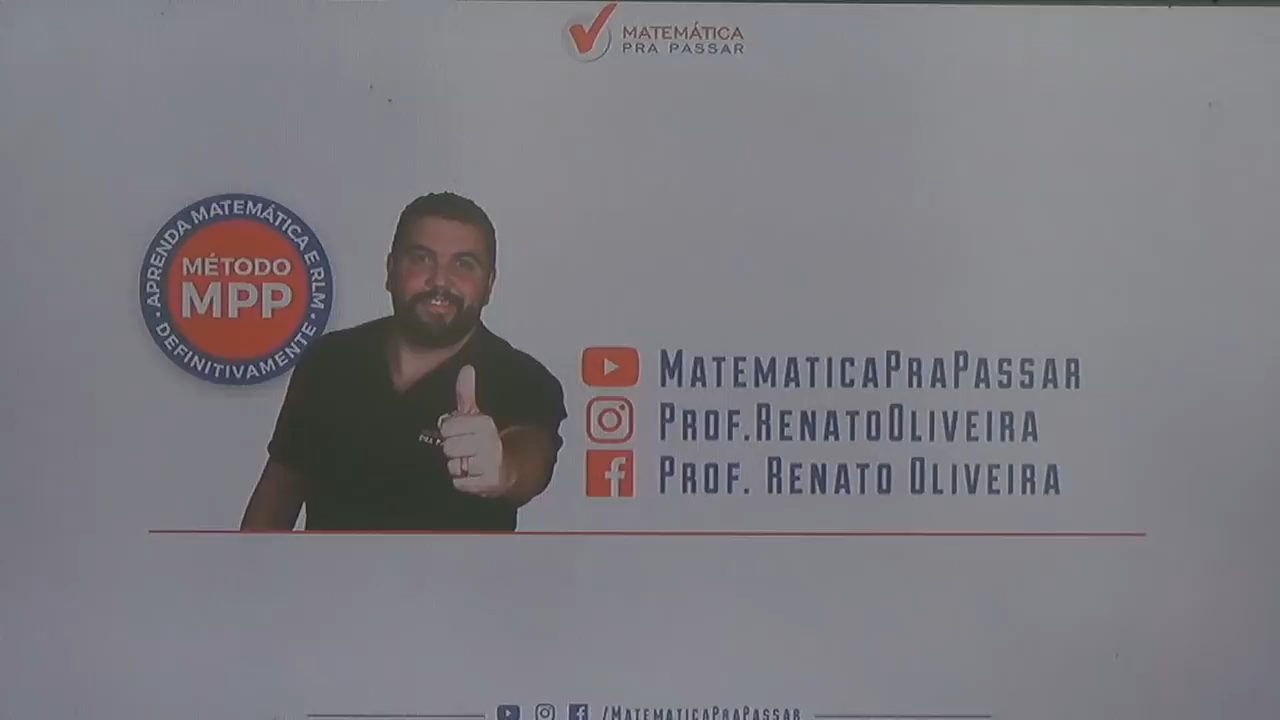 MATEMÁTICA
PRA PASSAR
APRENDA MATEMÁTICA E RLM
MÉTODO
MPP
DEFINITIVAMENTE
MATEMATICAPRAPASSAR
PROF.RENATOOLIVEIRA
PROF. RENATO OLIVEIRA
/MATEMATICAPRAPASSAR